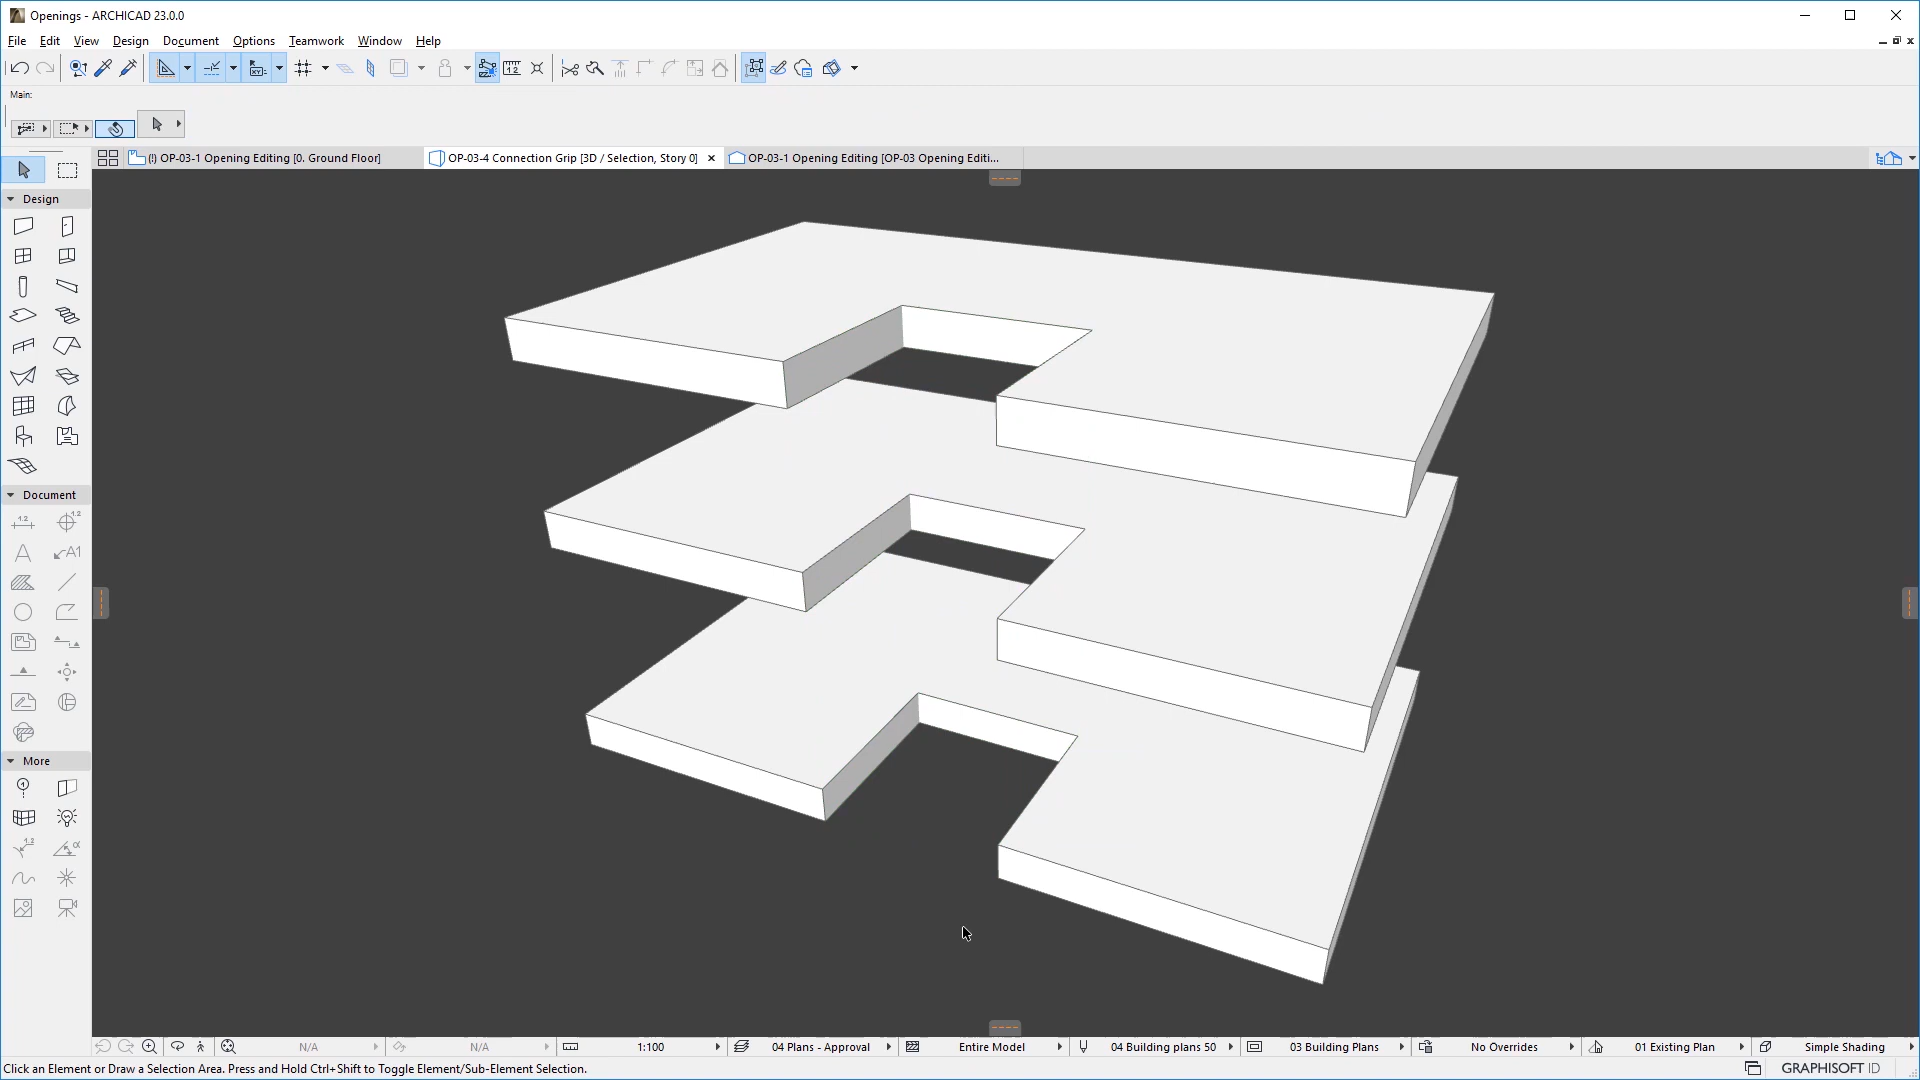 Openings - ARCHICAD 23.0.0
File Edit View Design Document Options Teamwork Window Help
Main:
(!) OP-03-1 Opening Editing [0. Ground Floor]
OP-03-4 Connection Grip [3D / Selection, Story 0]
OP-03-1 Opening Editing [OP-03 Opening Editi...
Design
Document
More
N/A
N/A
1:100
04 Plans - Approval
Entire Model
04 Building plans 50
03 Building Plans
No Overrides
01 Existing Plan
Simple Shading
Click an Element or Draw a Selection Area. Press and Hold Ctrl+Shift to Toggle Element/Sub-Element Selection.
GRAPHISOFT ID